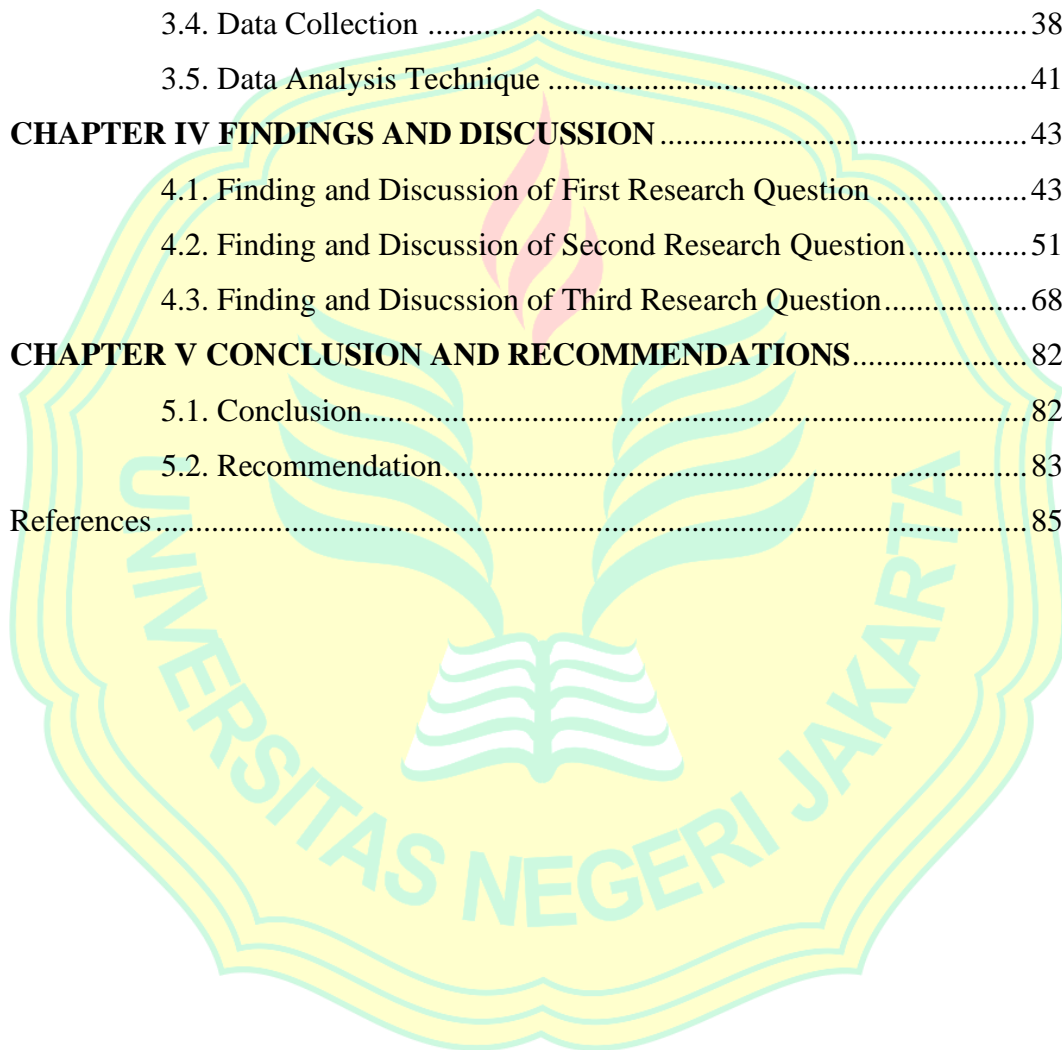 3.4. Data Collection ........................................................................... 38
3.5. Data Analysis Technique ............................................................ 41
CHAPTER IV FINDINGS AND DISCUSSION ............................................. 43
4.1. Finding and Discussion of First Research Question ................... 43
4.2. Finding and Discussion of Second Research Question ............... 51
4.3. Finding and Disucssion of Third Research Question .................. 68
CHAPTER V CONCLUSION AND RECOMMENDATIONS ..................... 82
5.1. Conclusion ................................................................................... 82
5.2. Recommendation ......................................................................... 83
References ............................................................................................................. 85
UNIVERSITAS NEGERI JAKARTA